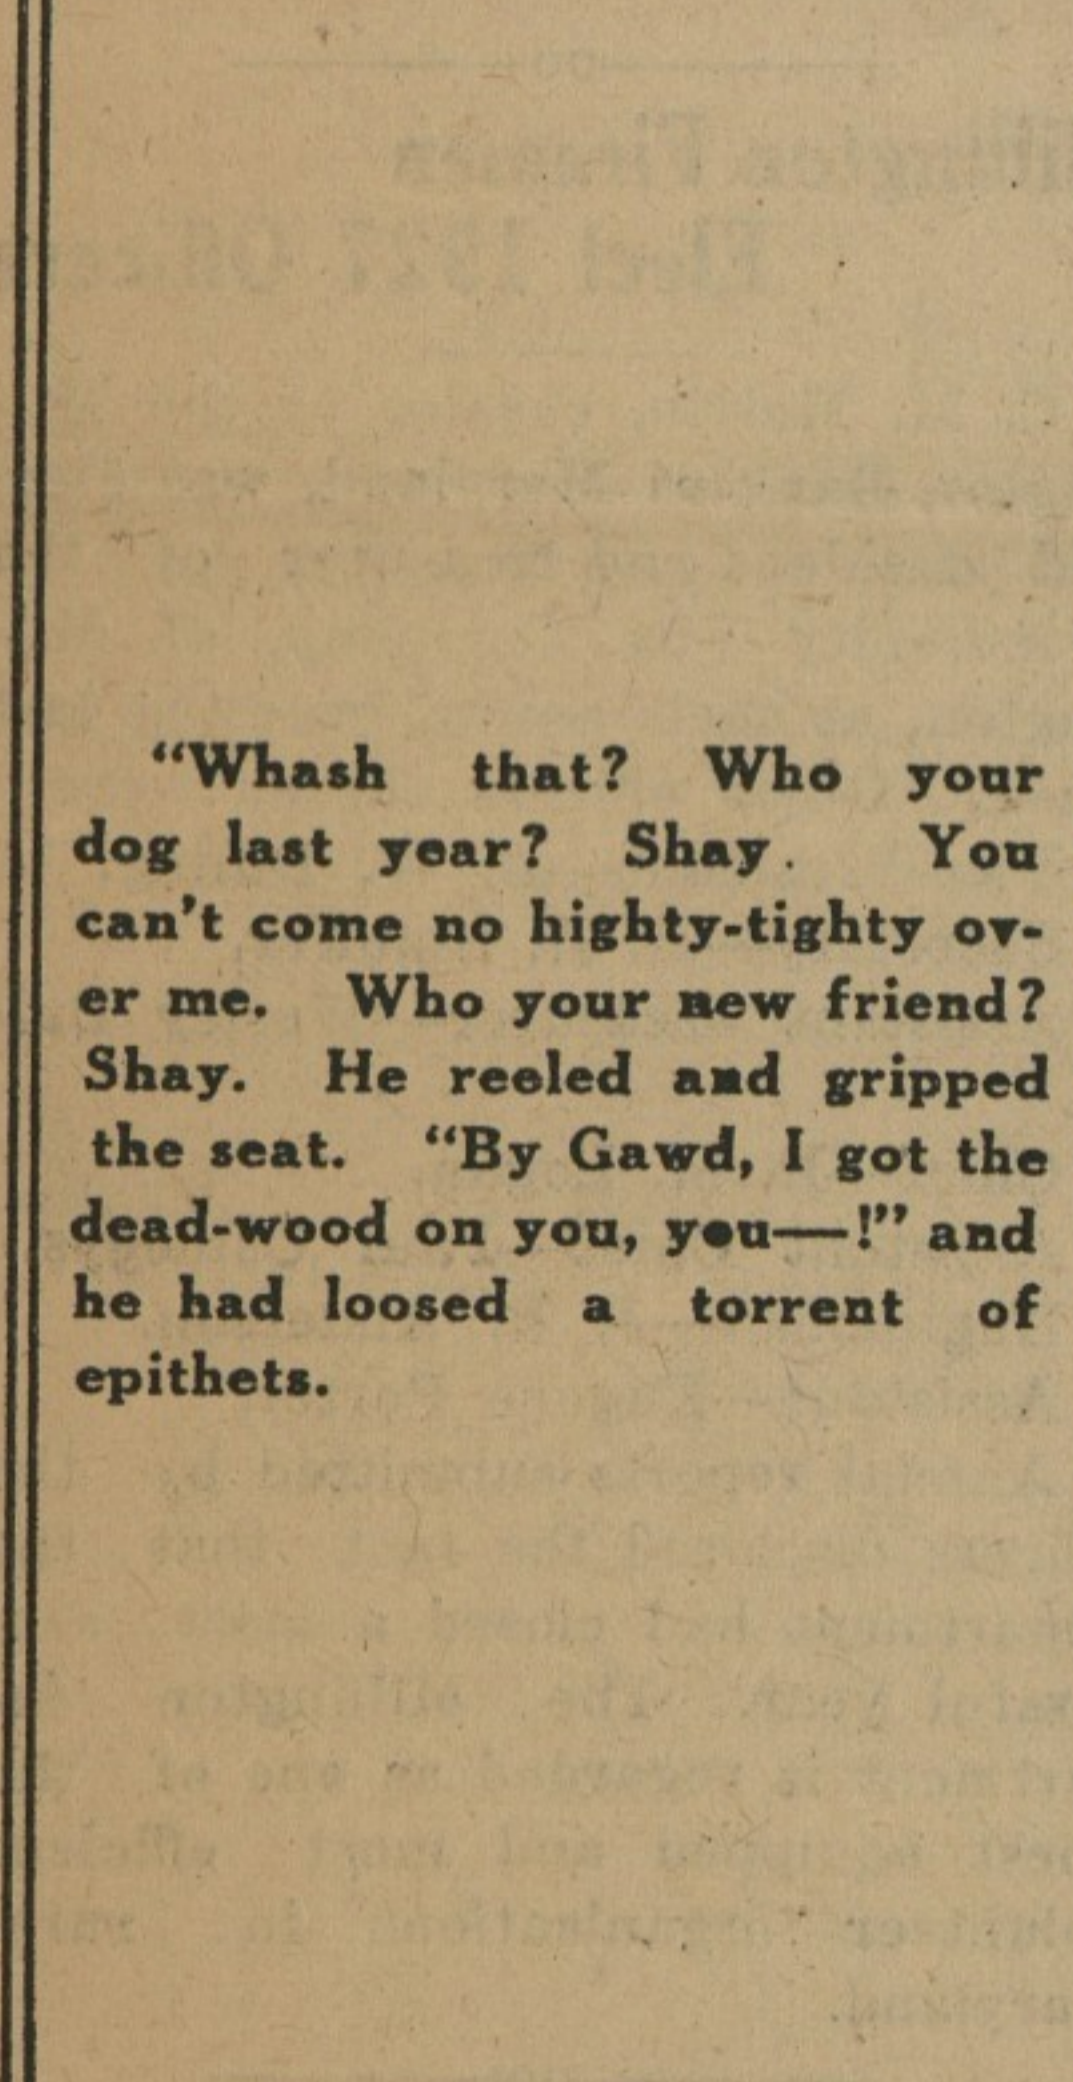 “Whash that? Who your
dog last year? Shay. You
can't come no highty-tighty ov-
er me. Who your new friend?
Shay. He reeled and gripped
the seat. “By Gawd, I got the
dead-wood on you, you—!” and
he had loosed a torrent of
epithets.